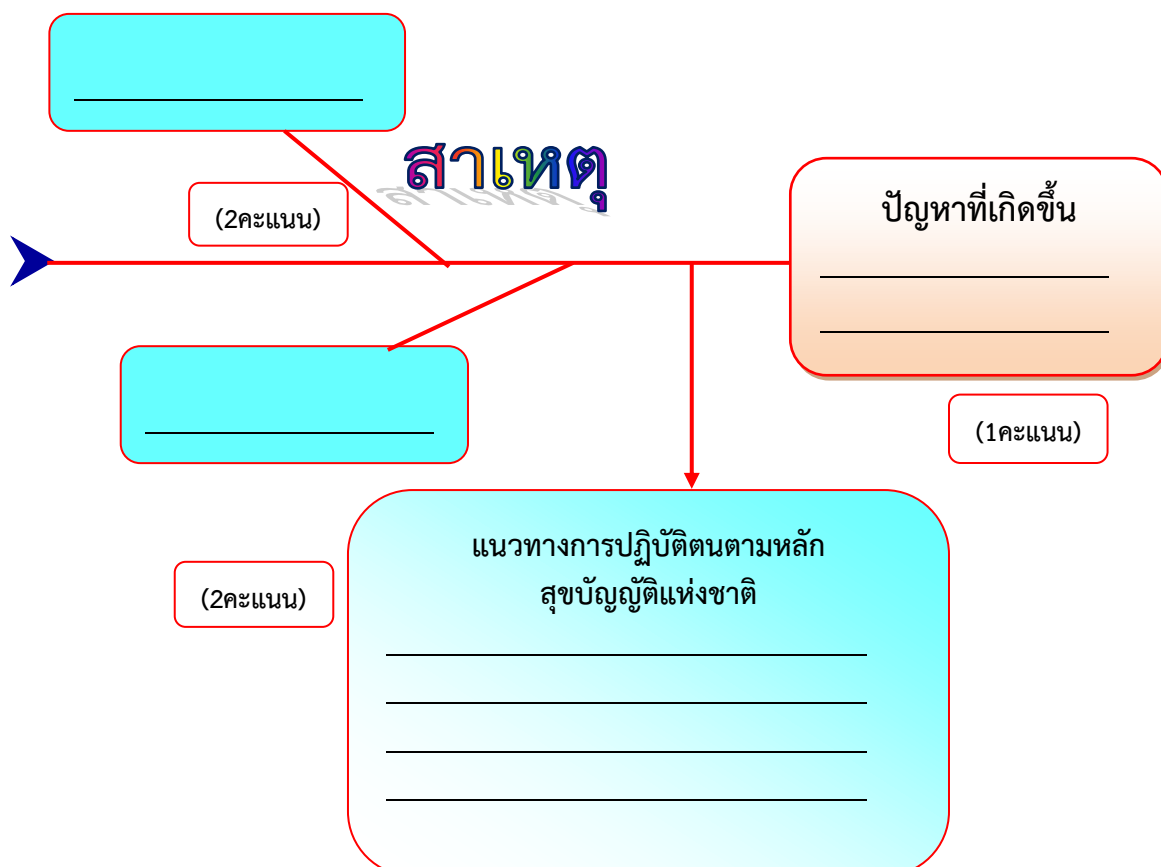 สาเหตุ
(2คะแนน)
ปัญหาที่เกิดขึ้น
(1คะแนน)
แนวทางการปฏิบัติตนตามหลัก
สุขบัญญัติแห่งชาติ
(2คะแนน)